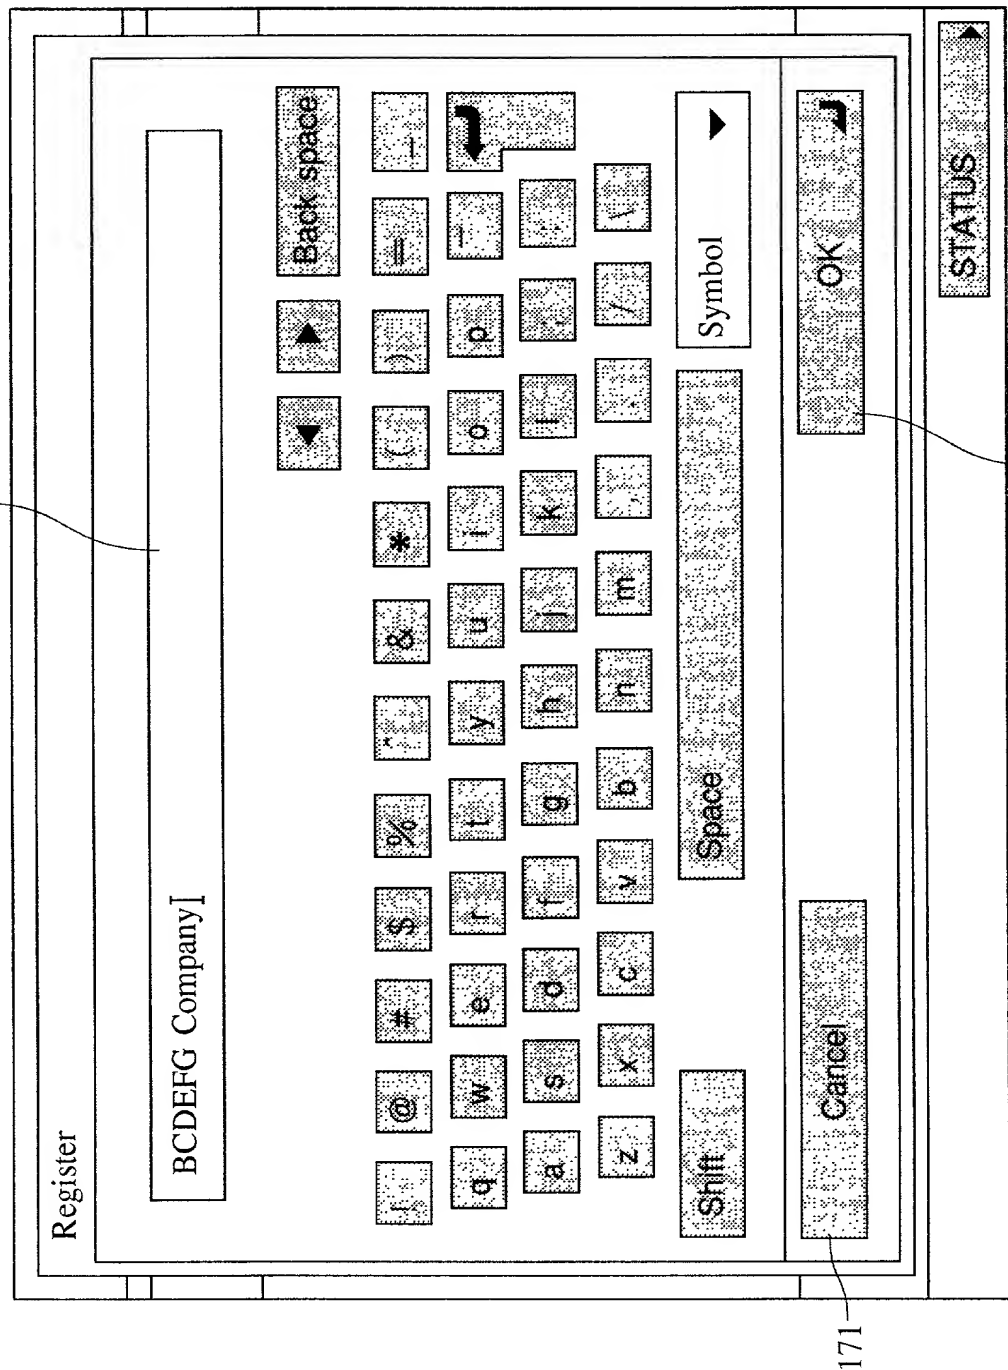 Register
BCDEFG Company
Back space
! @ # $ % ^ & * ( ) =
q w e r t y u i o p
a s d f g h j k l ;
z x c v b n m , . / \
Shift Space Symbol
Cancel OK
STATUS
171